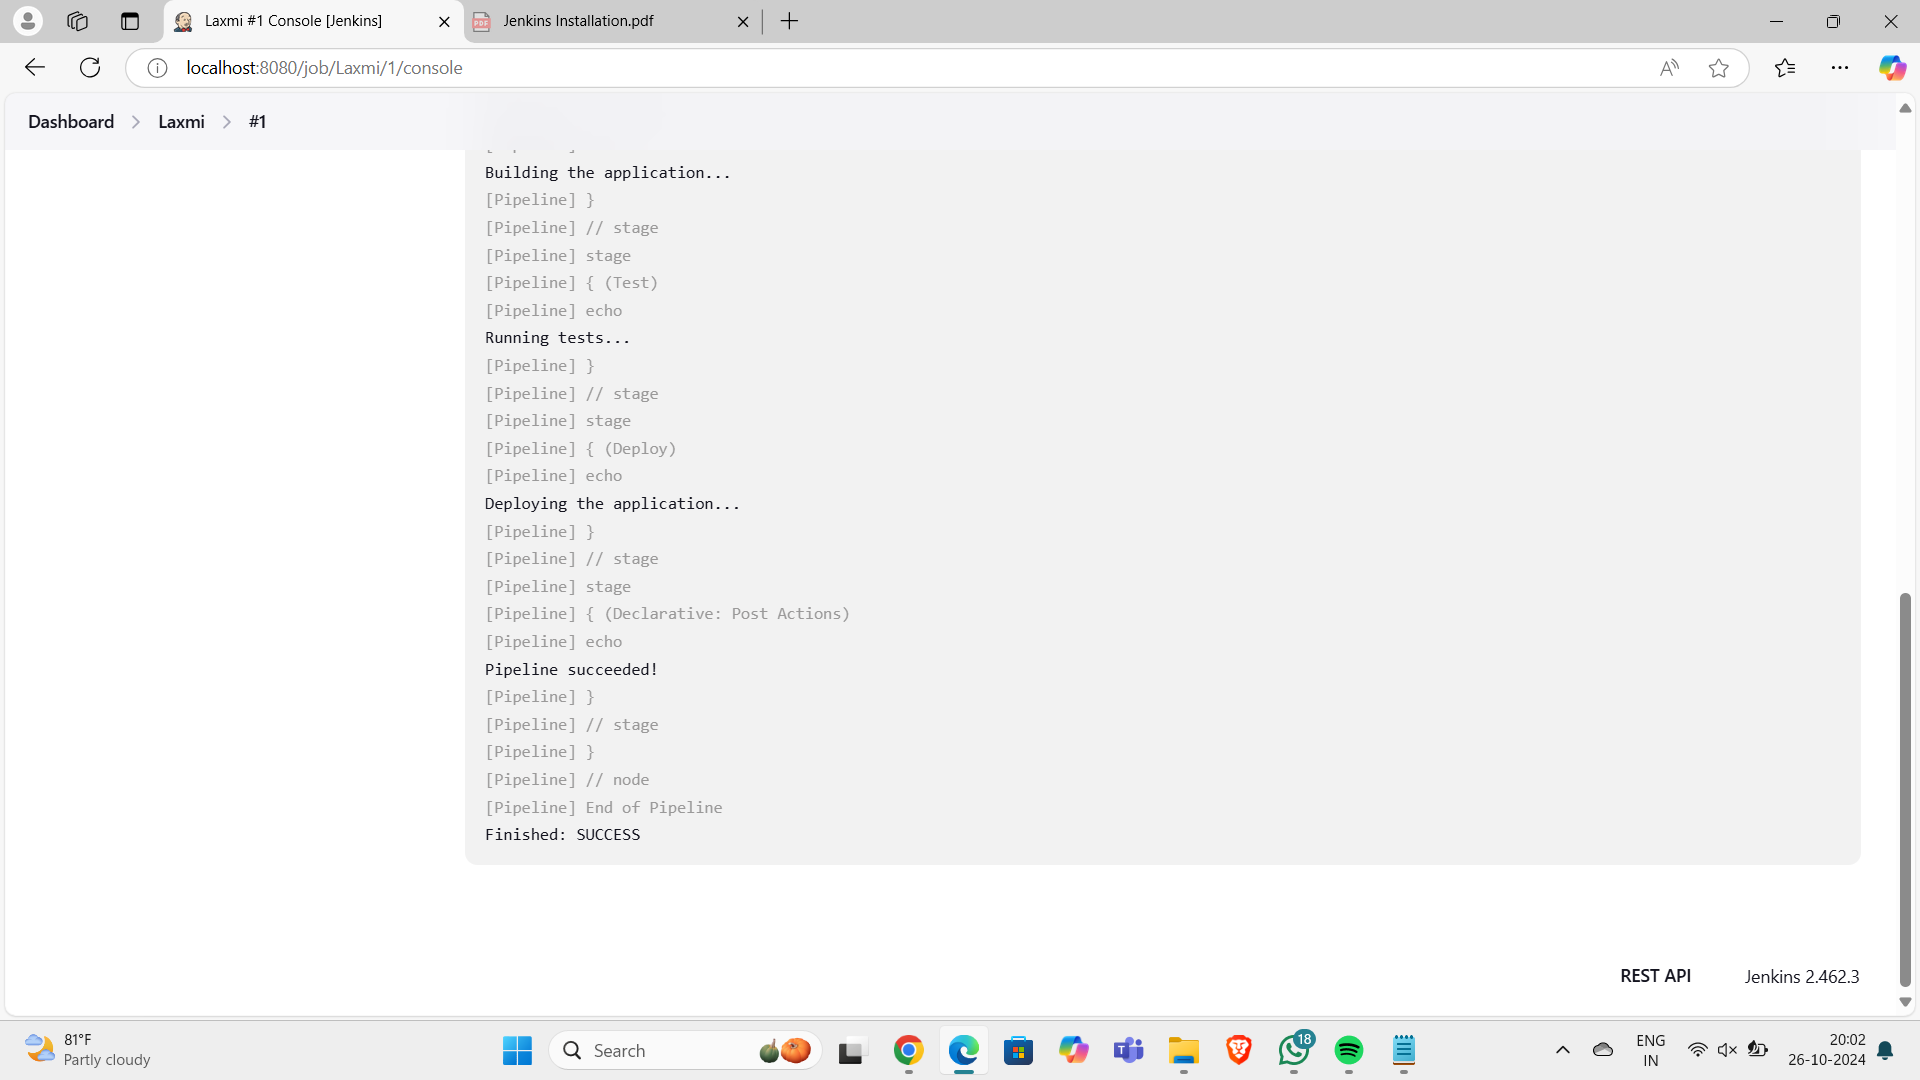 Laxmi #1 Console [Jenkins]
Jenkins Installation.pdf
localhost:8080/job/Laxmi/1/console
Dashboard > Laxmi > #1
Building the application...
[Pipeline] }
[Pipeline] // stage
[Pipeline] stage
[Pipeline] { (Test)
[Pipeline] echo
Running tests...
[Pipeline] }
[Pipeline] // stage
[Pipeline] stage
[Pipeline] { (Deploy)
[Pipeline] echo
Deploying the application...
[Pipeline] }
[Pipeline] // stage
[Pipeline] stage
[Pipeline] { (Declarative: Post Actions)
[Pipeline] echo
Pipeline succeeded!
[Pipeline] }
[Pipeline] // stage
[Pipeline] }
[Pipeline] // node
[Pipeline] End of Pipeline
Finished: SUCCESS
REST API
Jenkins 2.462.3
81°F
Partly cloudy
Search
18
ENG
IN
20:02
26-10-2024